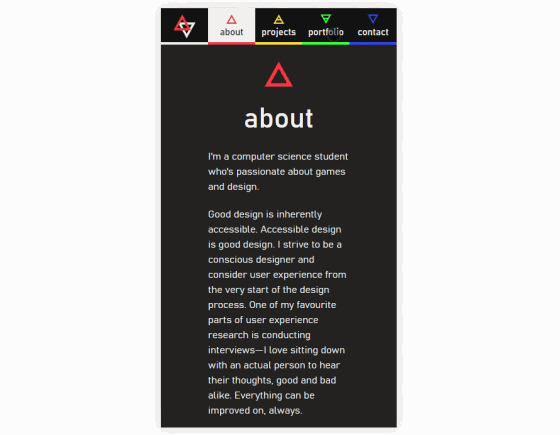 about projects portfolio contact
about
I'm a computer science student
who's passionate about games
and design.
Good design is inherently
accessible. Accessible design
is good design. I strive to be a
conscious designer and
consider user experience from
the very start of the design
process. One of my favourite
parts of user experience
research is conducting
interviews—I love sitting down
with an actual person to hear
their thoughts, good and bad
alike. Everything can be
improved on, always.